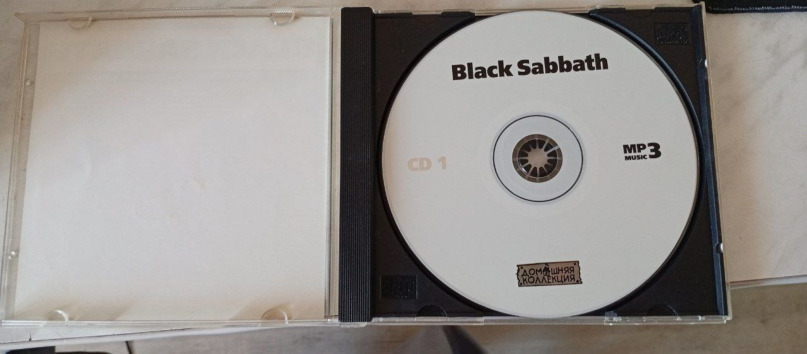 Black Sabbath
CD 1
MP3
MUSIC
ДОМАШНЯЯ
КОЛЛЕКЦИЯ